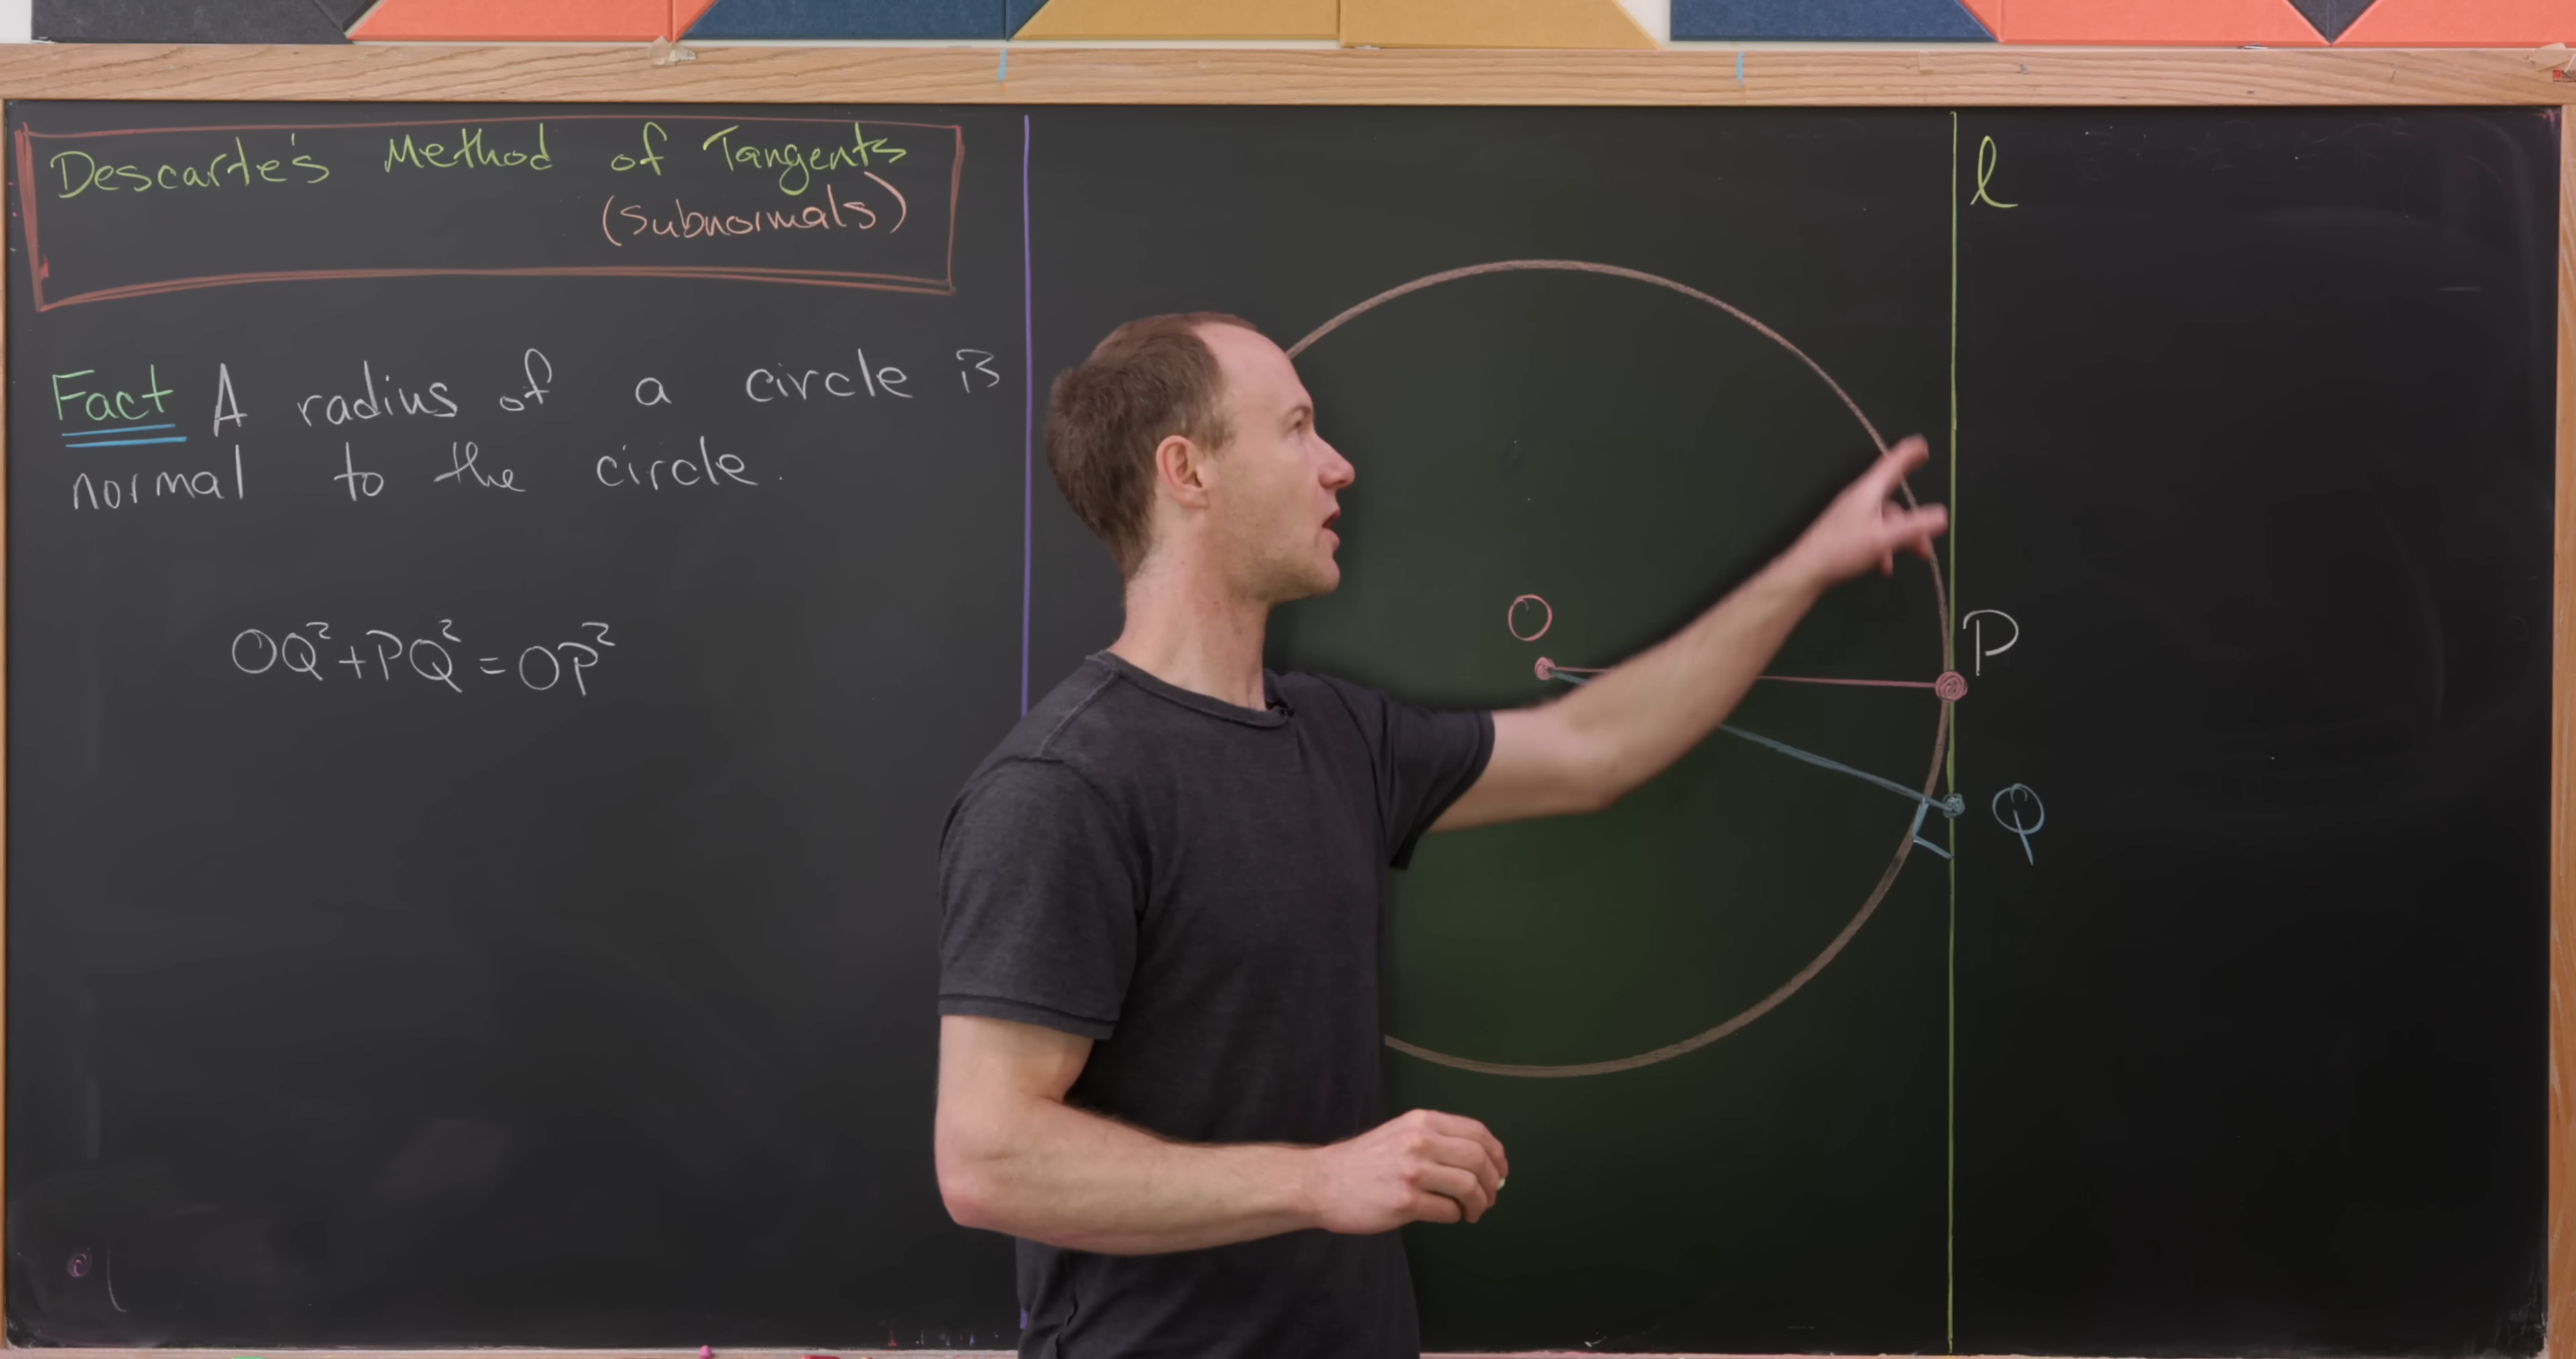 Descarte's Method of Tangents
(subnormals)
Fact A radius of a circle is
normal to the circle.
OQ²+PQ²=OP²
l
O
P
Q